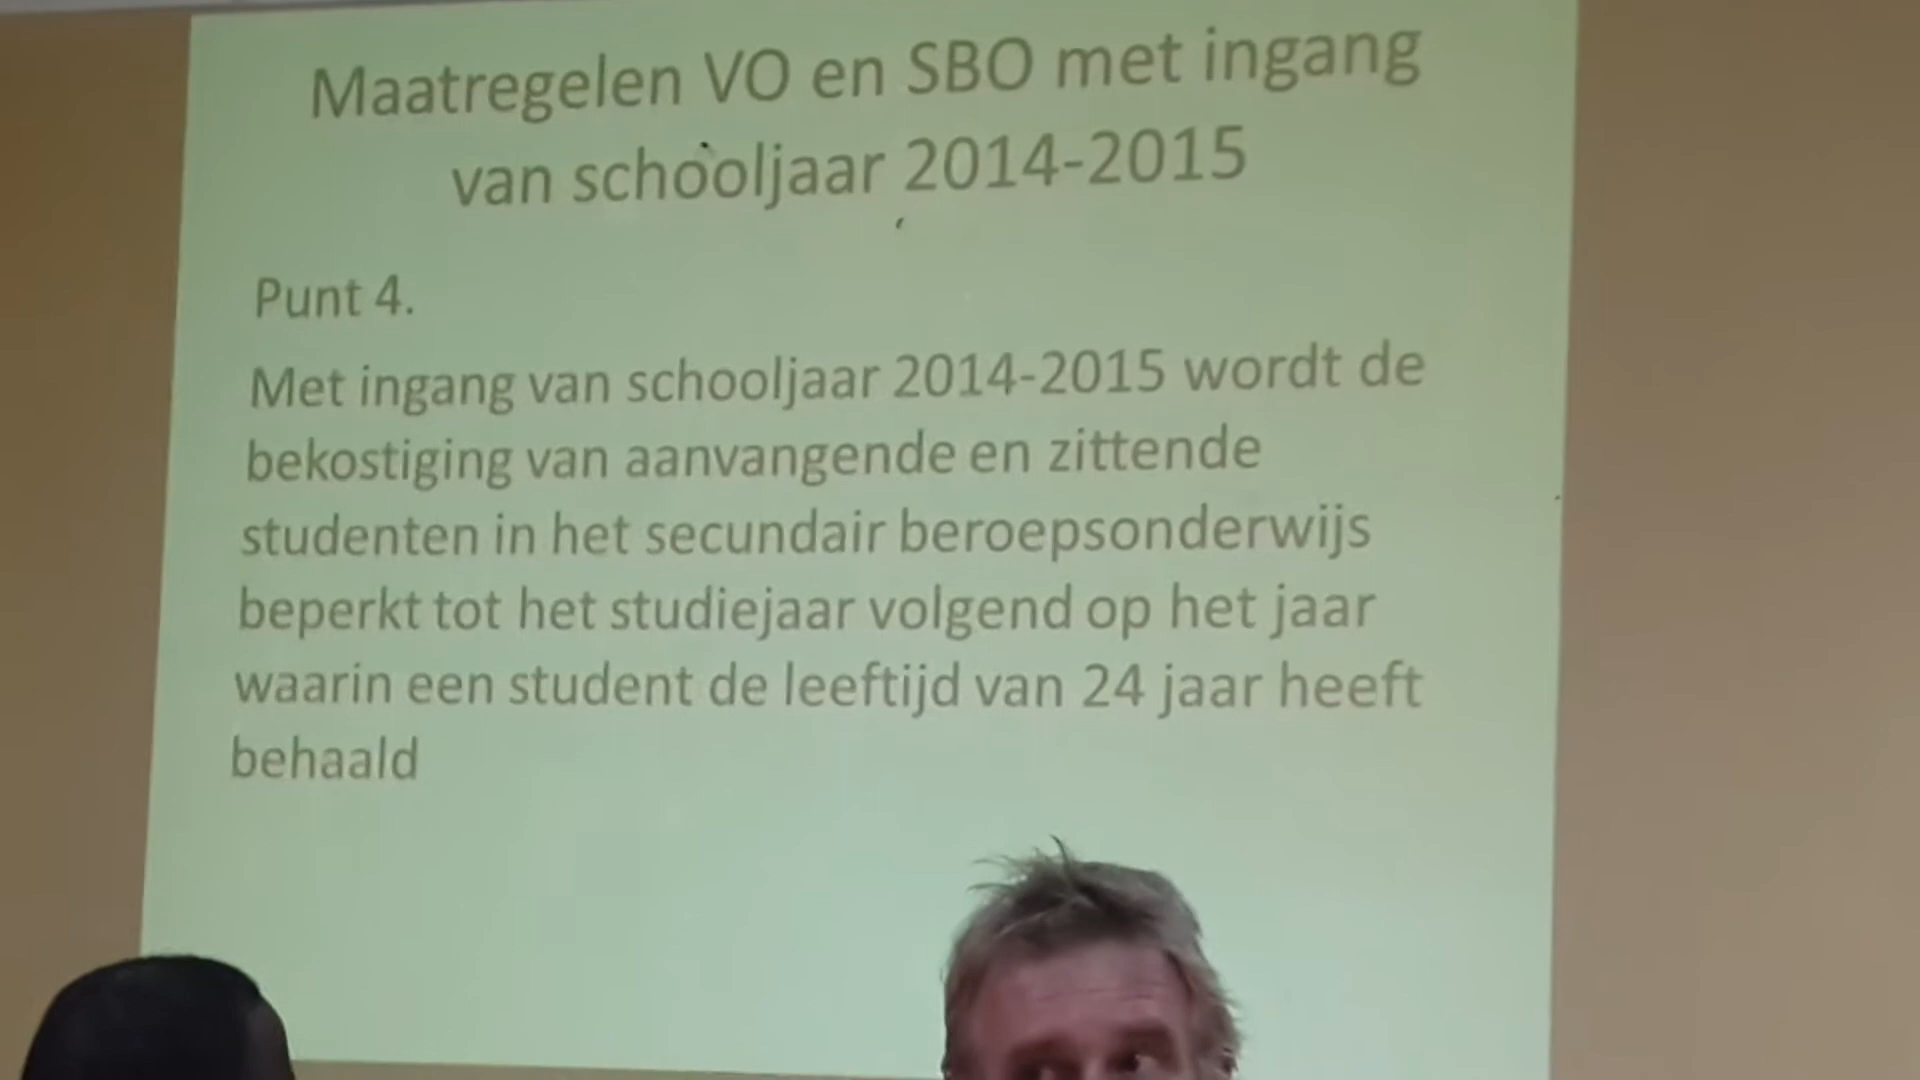 Maatregelen VO en SBO met ingang
van schooljaar 2014-2015
Punt 4.
Met ingang van schooljaar 2014-2015 wordt de
bekostiging van aanvangende en zittende
studenten in het secundair beroepsonderwijs
beperkt tot het studiejaar volgend op het jaar
waarin een student de leeftijd van 24 jaar heeft
behaald